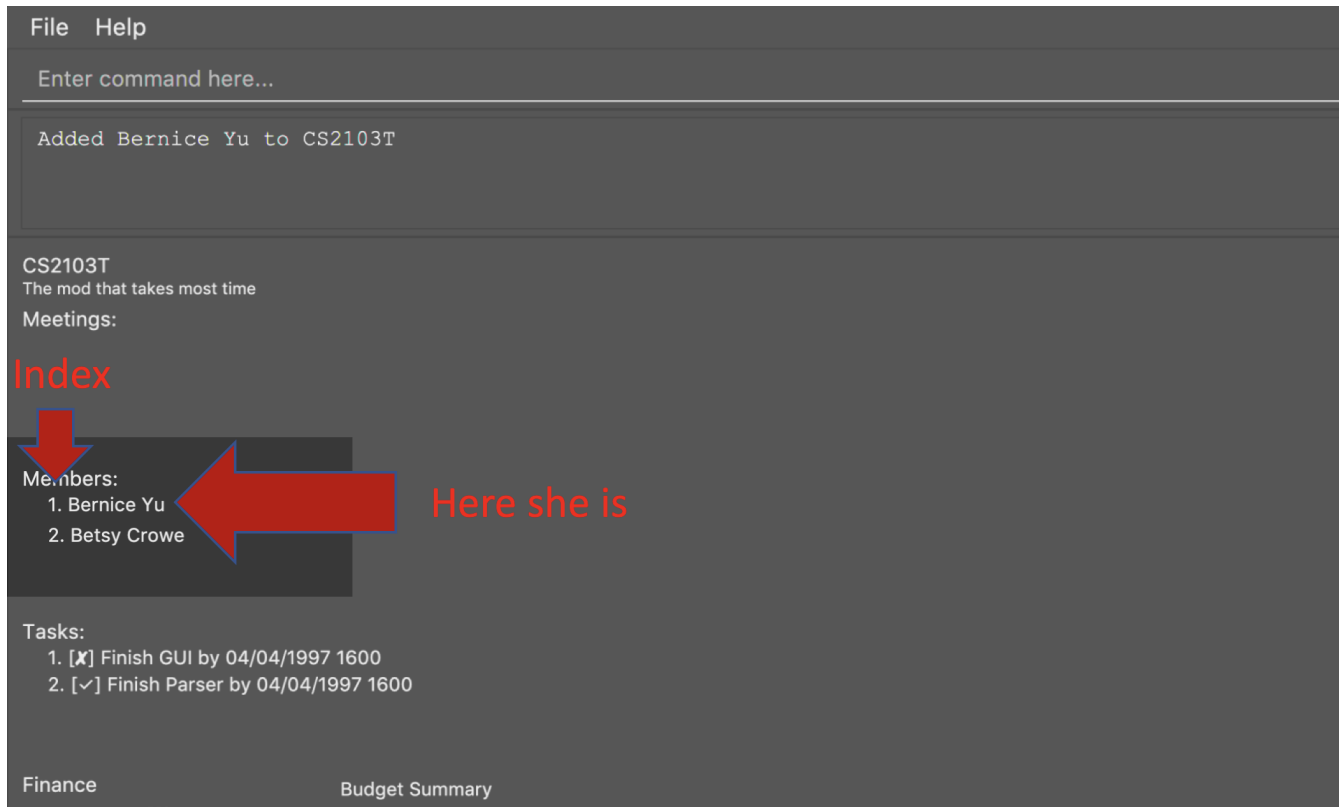 File Help
Enter command here...
Added Bernice Yu to CS2103T
CS2103T
The mod that takes most time
Meetings:
Index
Members:
1. Bernice Yu
Here she is
2. Betsy Crowe
Tasks:
1. [✗] Finish GUI by 04/04/1997 1600
2. [✓] Finish Parser by 04/04/1997 1600
Finance
Budget Summary